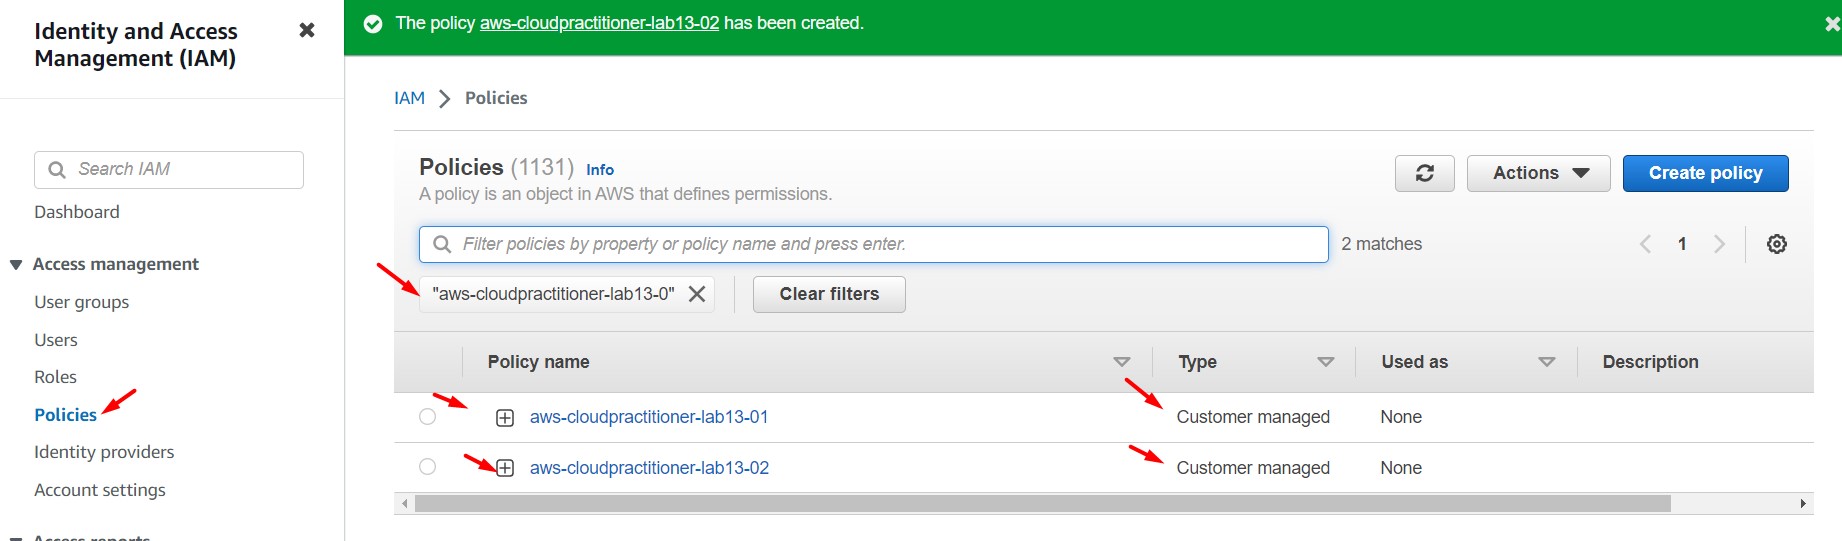 Identity and Access
Management (IAM)
Search IAM
Dashboard
Access management
User groups
Users
Roles
Policies
Identity providers
Account settings
Access reports
The policy aws-cloudpractitioner-lab13-02 has been created.
IAM > Policies
Policies (1131) Info
A policy is an object in AWS that defines permissions.
Actions
Create policy
Filter policies by property or policy name and press enter.
2 matches
1
"aws-cloudpractitioner-lab13-0"
Clear filters
Policy name Type Used as Description
aws-cloudpractitioner-lab13-01 Customer managed None
aws-cloudpractitioner-lab13-02 Customer managed None